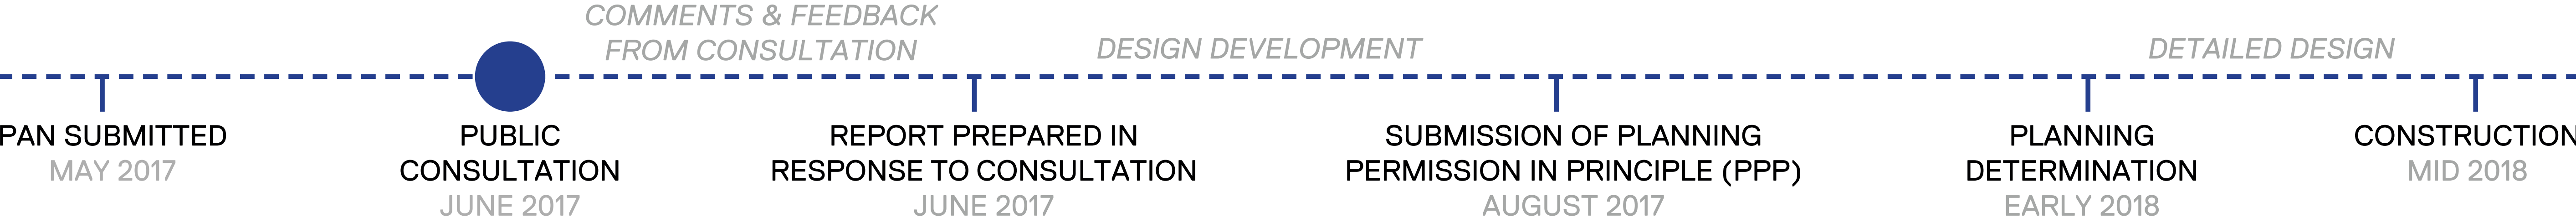 COMMENTS & FEEDBACK
FROM CONSULTATION
DESIGN DEVELOPMENT
DETAILED DESIGN
PAN SUBMITTED
MAY 2017
PUBLIC
CONSULTATION
JUNE 2017
REPORT PREPARED IN
RESPONSE TO CONSULTATION
JUNE 2017
SUBMISSION OF PLANNING
PERMISSION IN PRINCIPLE (PPP)
AUGUST 2017
PLANNING
DETERMINATION
EARLY 2018
CONSTRUCTION
MID 2018